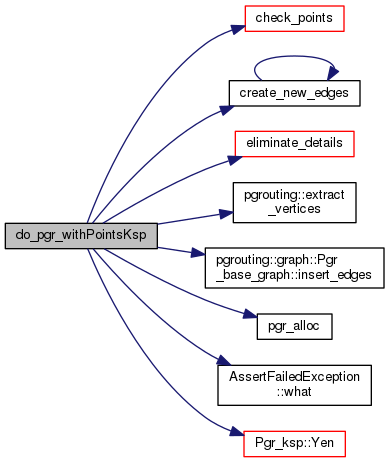 check_points
create_new_edges
eliminate_details
do_pgr_withPointsKsp
pgrouting::extract
_vertices
pgrouting::graph::Pgr
_base_graph::insert_edges
pgr_alloc
AssertFailedException
::what
Pgr_ksp::Yen